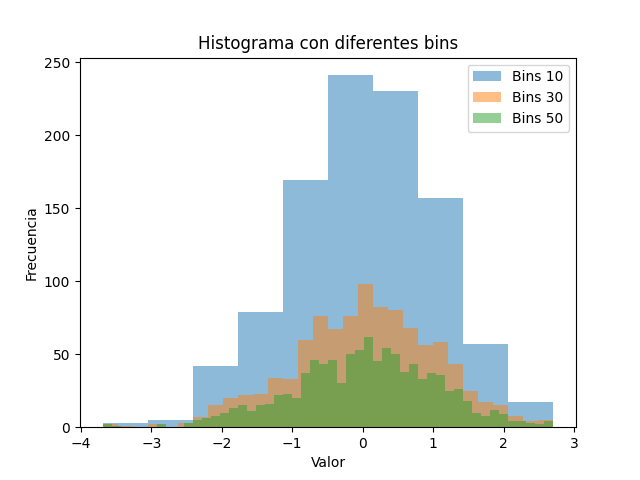 Histograma con diferentes bins
Bins 10
Bins 30
Bins 50
Frecuencia
250
200
150
100
50
0
−4
−3
−2
−1
0
1
2
3
Valor